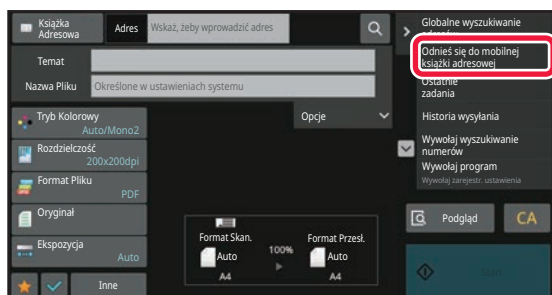 Książka
Adresowa
Adres
Wskaż, żeby wprowadzić adres
Temat
Nazwa Pliku
Określone w ustawieniach systemu
Tryb Kolorowy
Auto/Mono2
Rozdzielczość
200x200dpi
Format Pliku
PDF
Oryginał
Ekspozycja
Auto
Inne
Opcje
Format Skan.
Auto
A4
100%
Format Przesł.
Auto
A4
Globalne wyszukiwanie
Odnieś się do mobilnej
książki adresowej
Ostatnie
zadania
Historia wysyłania
Wywołaj wyszukiwanie
numerów
Wywołaj program
Wywołaj zarejestr. ustawienia
Podgląd
CA
Start